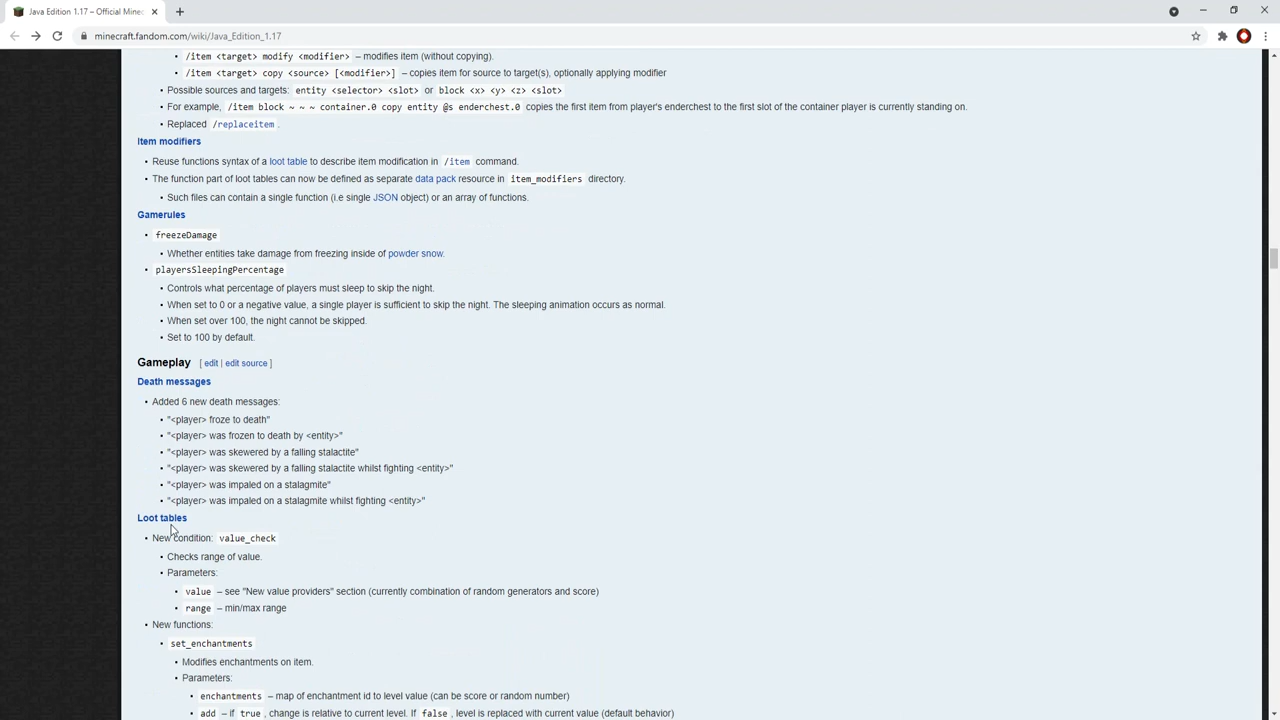 Java Edition 1.17 – Official Minec
minecraft.fandom.com/wiki/Java_Edition_1.17
/item <target> modify <modifier> – modifies item (without copying).
/item <target> copy <source> [<modifier>] – copies item for source to target(s), optionally applying modifier
Possible sources and targets: entity <selector> <slot> or block <x> <y> <z> <slot>
For example, /item block ~ ~ ~ container.0 copy entity @s enderchest.0 copies the first item from player's enderchest to the first slot of the container player is currently standing on.
Replaced /replaceitem .
Item modifiers
Reuse functions syntax of a loot table to describe item modification in /item command.
The function part of loot tables can now be defined as separate data pack resource in item_modifiers directory.
Such files can contain a single function (i.e single JSON object) or an array of functions.
Gamerules
freezeDamage
Whether entities take damage from freezing inside of powder snow.
playersSleepingPercentage
Controls what percentage of players must sleep to skip the night.
When set to 0 or a negative value, a single player is sufficient to skip the night. The sleeping animation occurs as normal.
When set over 100, the night cannot be skipped.
Set to 100 by default.
Gameplay [ edit | edit source ]
Death messages
Added 6 new death messages:
"<player> froze to death"
"<player> was frozen to death by <entity>"
"<player> was skewered by a falling stalactite"
"<player> was skewered by a falling stalactite whilst fighting <entity>"
"<player> was impaled on a stalagmite"
"<player> was impaled on a stalagmite whilst fighting <entity>"
Loot tables
New condition: value_check
Checks range of value.
Parameters:
value – see "New value providers" section (currently combination of random generators and score)
range – min/max range
New functions:
set_enchantments
Modifies enchantments on item.
Parameters:
enchantments – map of enchantment id to level value (can be score or random number)
add – if true , change is relative to current level. If false , level is replaced with current value (default behavior)